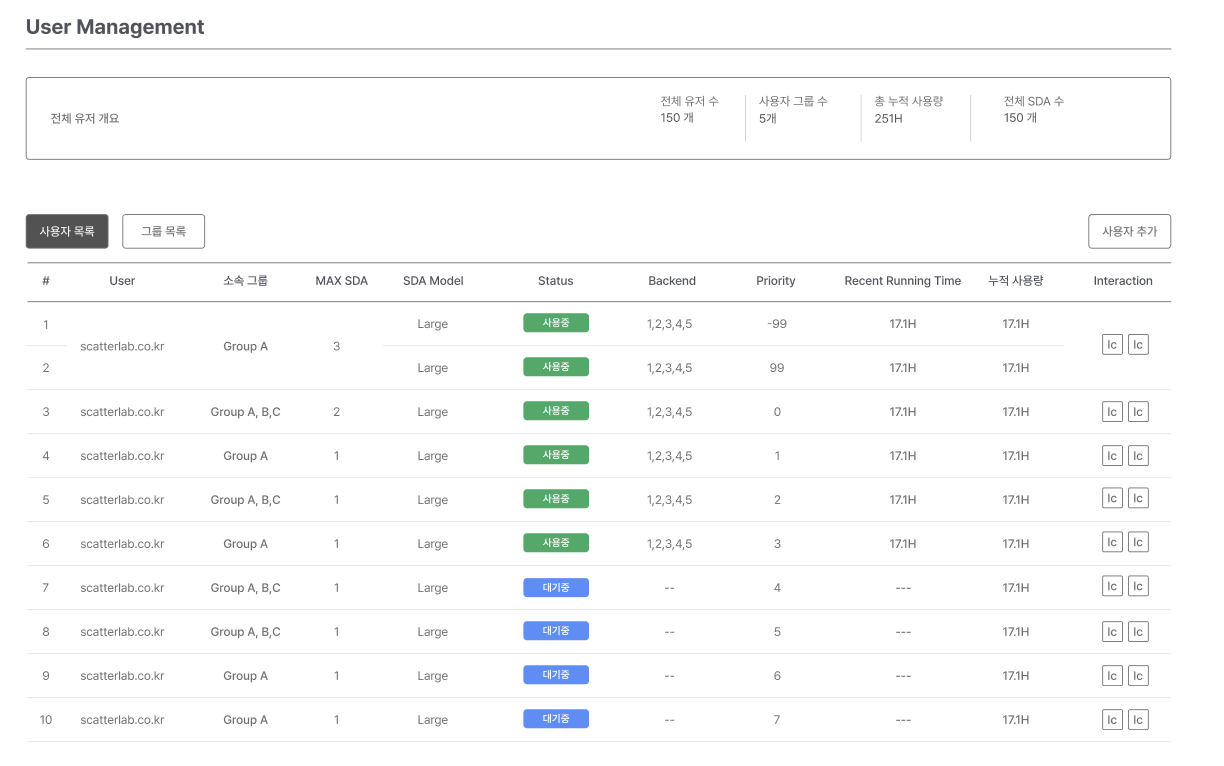 User Management
전체 유저 개요
전체 유저 수
150 개
사용자 그룹 수
5개
총 누적 사용량
251H
전체 SDA 수
150 개
사용자 목록 그룹 목록 사용자 추가
# User 소속 그룹 MAX SDA SDA Model Status Backend Priority Recent Running Time 누적 사용량 Interaction
1 Large 사용중 1,2,3,4,5 -99 17.1H 17.1H
scatterlab.co.kr Group A 3 Ic Ic
2 Large 사용중 1,2,3,4,5 99 17.1H 17.1H
3 scatterlab.co.kr Group A, B,C 2 Large 사용중 1,2,3,4,5 0 17.1H 17.1H Ic Ic
4 scatterlab.co.kr Group A 1 Large 사용중 1,2,3,4,5 1 17.1H 17.1H Ic Ic
5 scatterlab.co.kr Group A, B,C 1 Large 사용중 1,2,3,4,5 2 17.1H 17.1H Ic Ic
6 scatterlab.co.kr Group A 1 Large 사용중 1,2,3,4,5 3 17.1H 17.1H Ic Ic
7 scatterlab.co.kr Group A, B,C 1 Large 대기중 -- 4 --- 17.1H Ic Ic
8 scatterlab.co.kr Group A, B,C 1 Large 대기중 -- 5 --- 17.1H Ic Ic
9 scatterlab.co.kr Group A 1 Large 대기중 -- 6 --- 17.1H Ic Ic
10 scatterlab.co.kr Group A 1 Large 대기중 -- 7 --- 17.1H Ic Ic